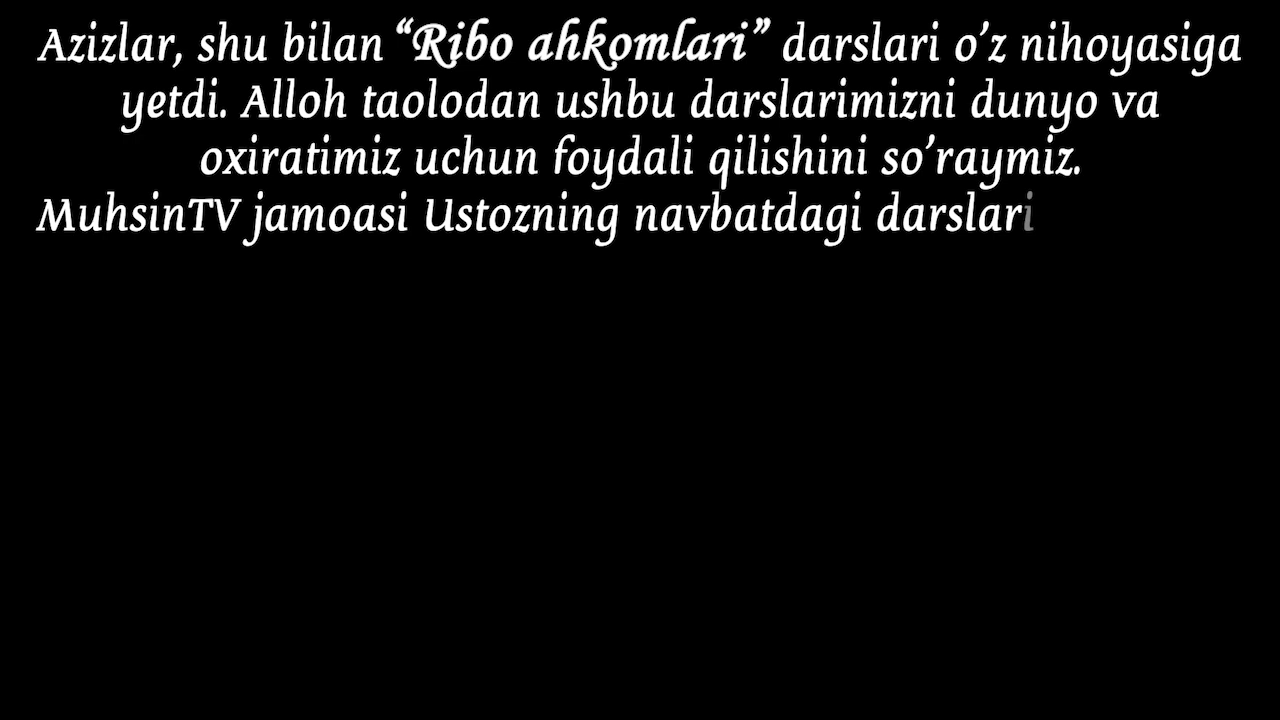 Azizlar, shu bilan “Ribo ahkomlari” darslari o’z nihoyasiga
yetdi. Alloh taolodan ushbu darslarimizni dunyo va
oxiratimiz uchun foydali qilishini so’raymiz.
MuhsinTV jamoasi Ustozning navbatdagi darslari